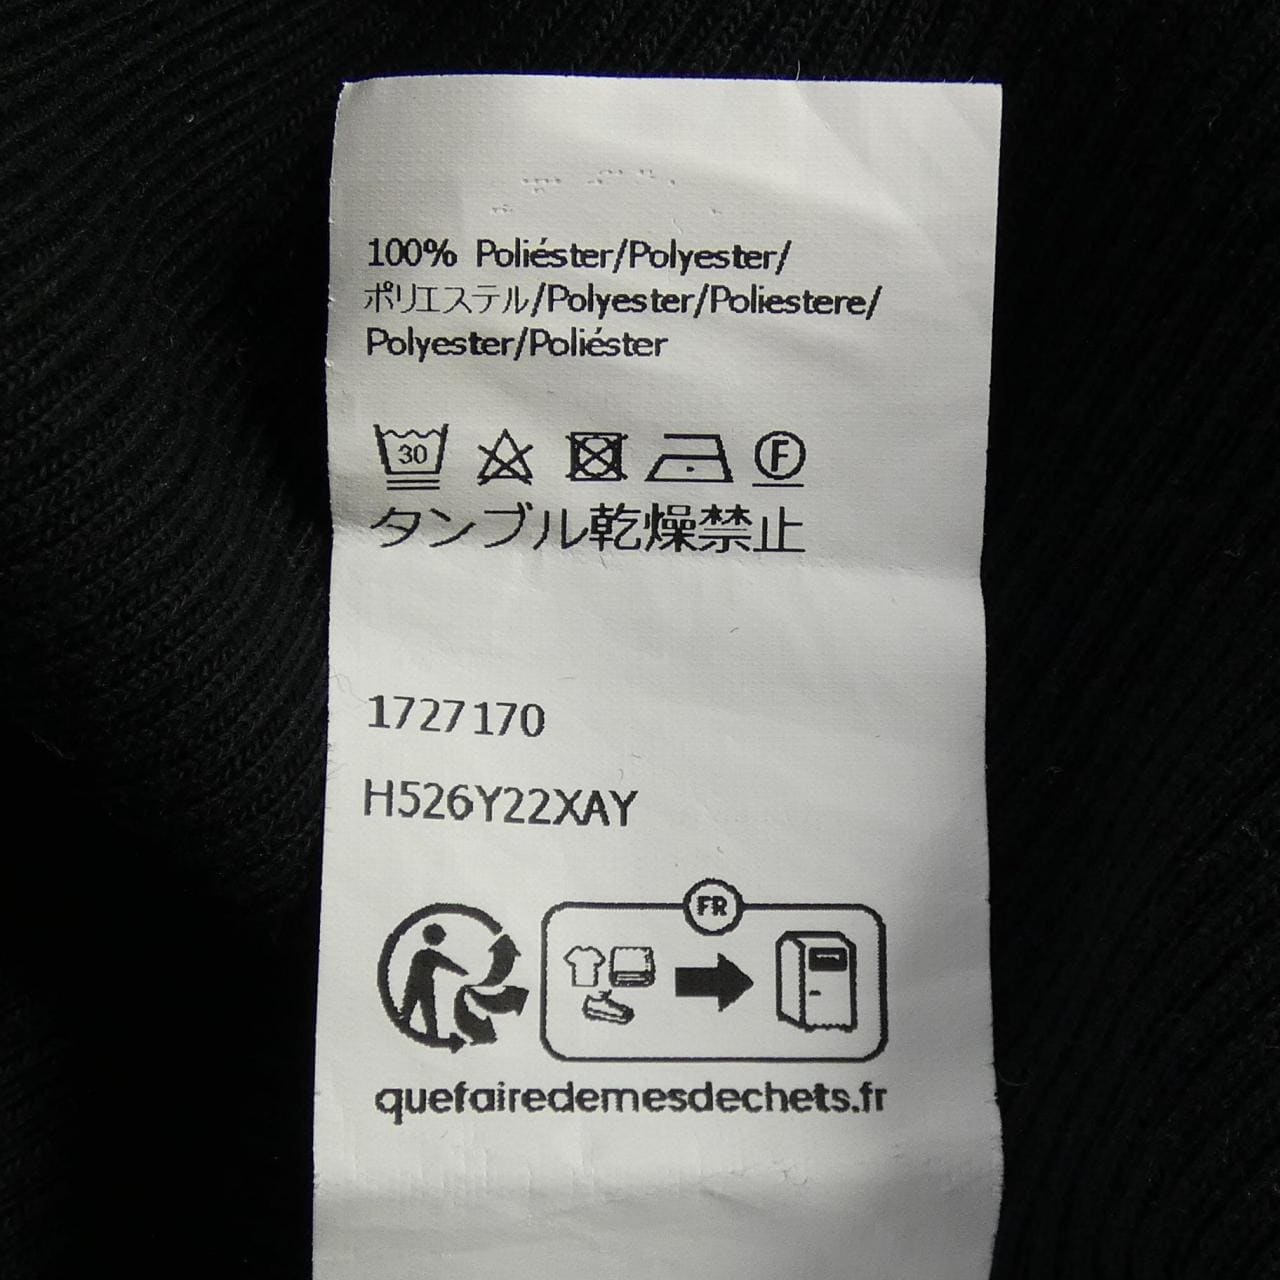 100% Poliéster/Polyester/
ポリエステル/Polyester/Poliestere/
Polyester/Poliéster
30 F
タンブル乾燥禁止
1727170
H526Y22XAY
FR
quefairedemesdechets.fr